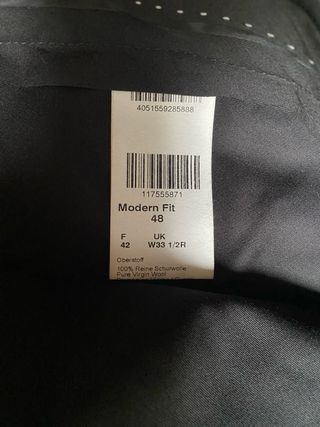 4051559285888
117555871
Modern Fit
48
F UK
42 W33 1/2R
Oberstoff
100% Reine Schurwolle
Pure Virgin Wool